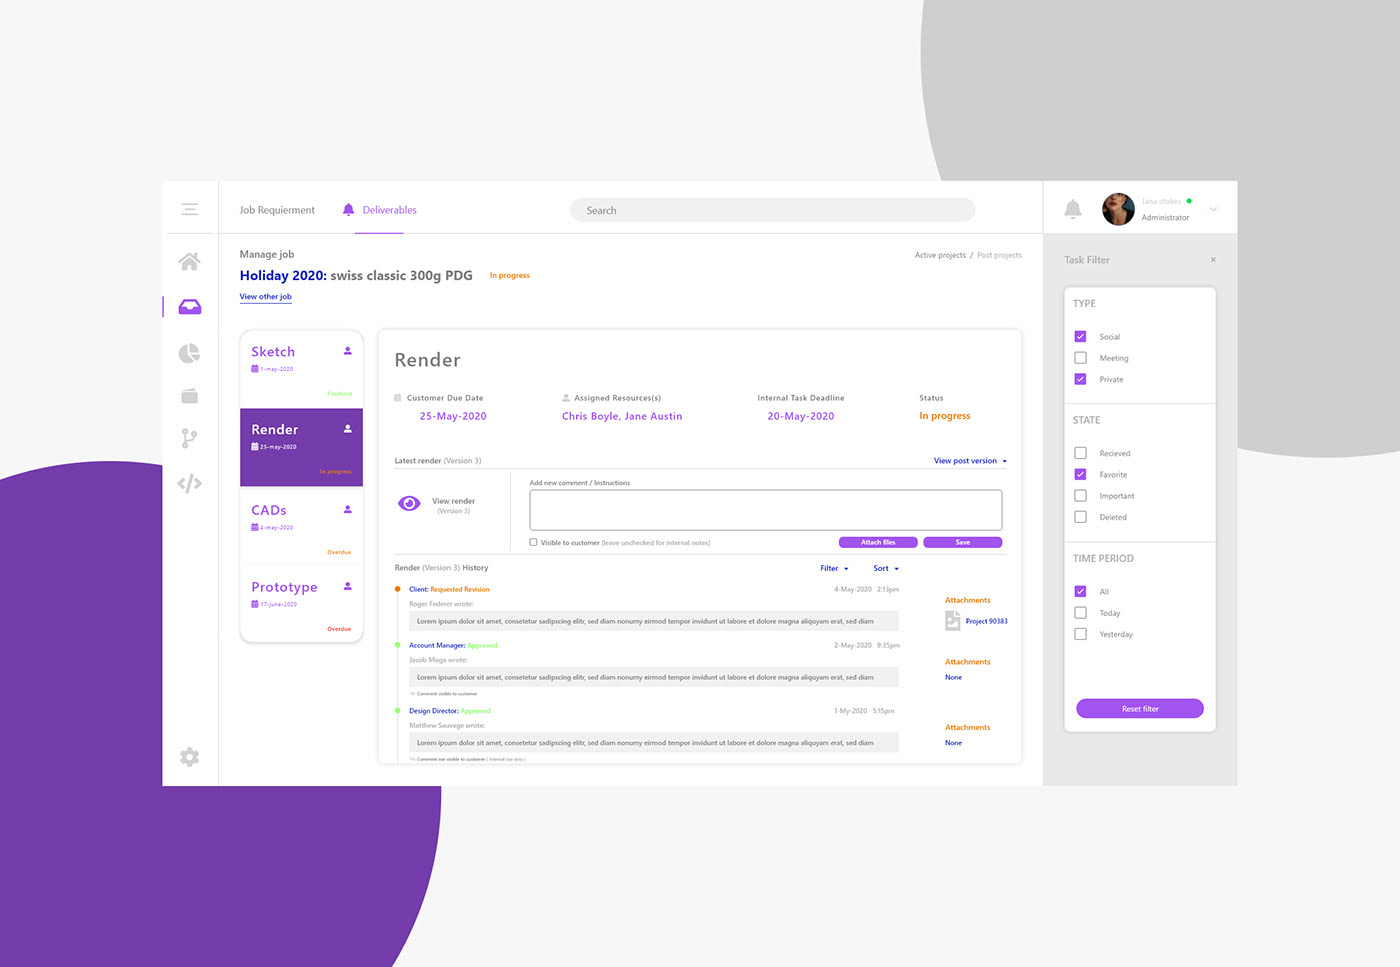 Job Requierment
Deliverables
Search
Iana stokes
Administrator
Manage job
Holiday 2020: swiss classic 300g PDG
In progress
View other job
Active projects / Post projects
Sketch
1-may-2020
Finalized
Render
25-may-2020
In progress
CADs
4-may-2020
Overdue
Prototype
17-june-2020
Overdue
Render
Customer Due Date
25-May-2020
Assigned Resources(s)
Chris Boyle, Jane Austin
Internal Task Deadline
20-May-2020
Status
In progress
Latest render (Version 3)
View post version
View render
(Version 3)
Add new comment / Instructions
Visible to customer (leave unchecked for internal notes)
Attach files
Save
Render (Version 3) History
Filter
Sort
Client: Requested Revision
4-May-2020 2:13pm
Roger Federer wrote:
Lorem ipsum dolor sit amet, consetetur sadipscing elitr, sed diam nonumy eirmod tempor invidunt ut labore et dolore magna aliquyam erat, sed diam
Attachments
Project 90383
Account Manager: Approved
2-May-2020 9:35pm
Jacob Moga wrote:
Lorem ipsum dolor sit amet, consetetur sadipscing elitr, sed diam nonumy eirmod tempor invidunt ut labore et dolore magna aliquyam erat, sed diam
Comment visible to customer
Attachments
None
Design Director: Approved
1-My-2020 5:15pm
Matthew Sauvage wrote:
Lorem ipsum dolor sit amet, consetetur sadipscing elitr, sed diam nonumy eirmod tempor invidunt ut labore et dolore magna aliquyam erat, sed diam
Comment not visible to customer ( internal use only )
Attachments
None
Task Filter
×
TYPE
Social
Meeting
Private
STATE
Recieved
Favorite
Important
Deleted
TIME PERIOD
All
Today
Yesterday
Reset filter